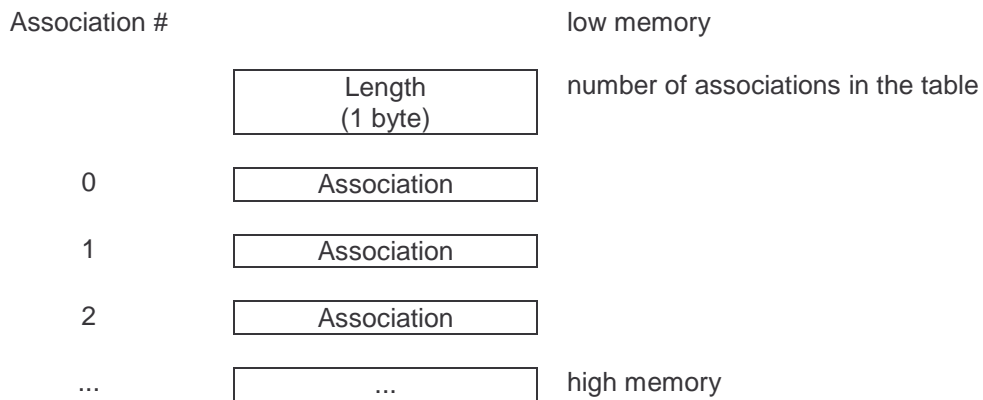 Association # low memory
Length number of associations in the table
(1 byte)
0 Association
1 Association
2 Association
... ... high memory